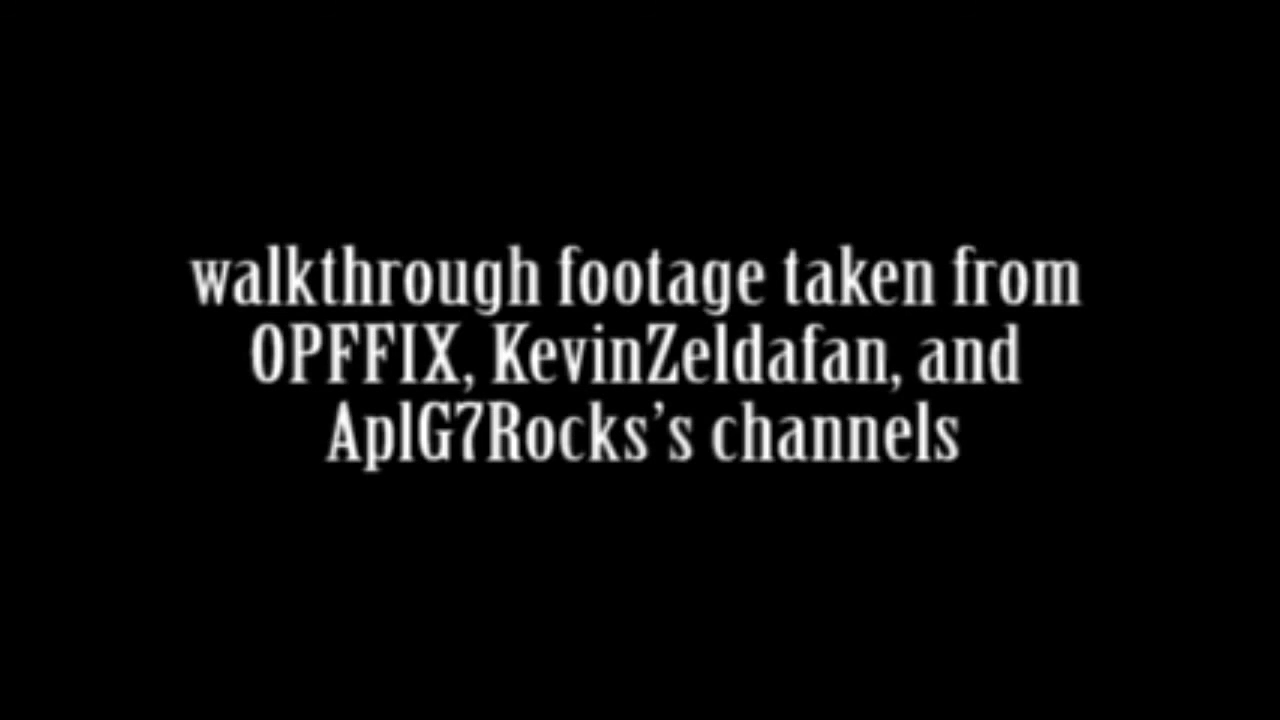 walkthrough footage taken from
OPFFIX, KevinZeldafan, and
AplG7Rocks’s channels